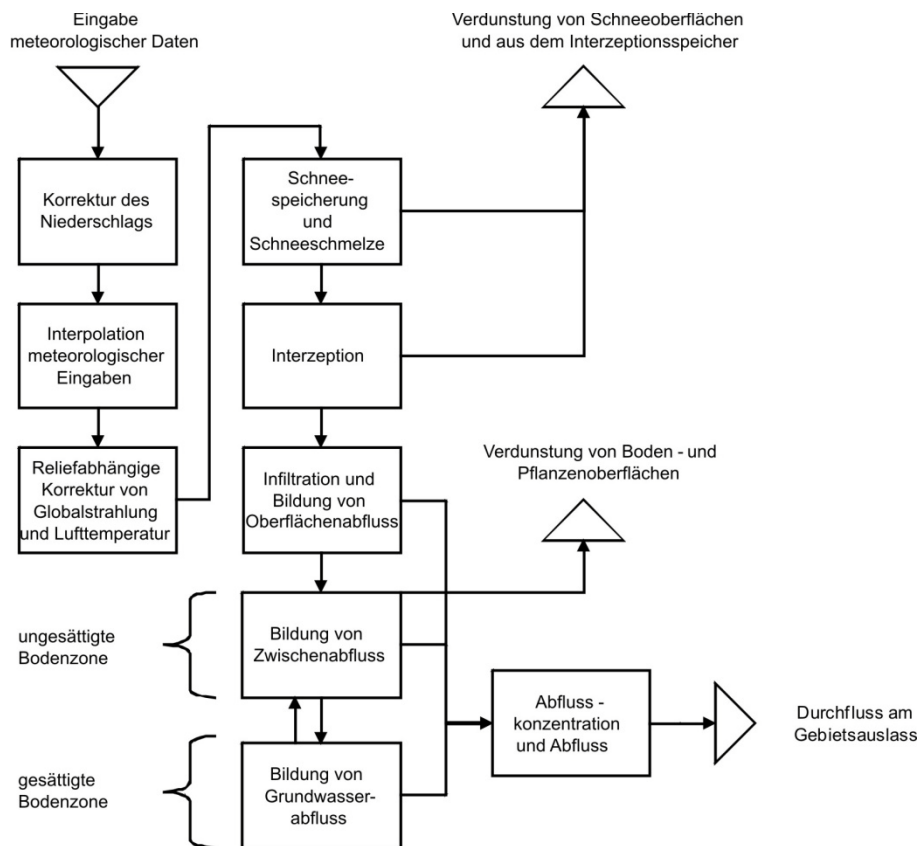 Eingabe
meteorologischer Daten
Verdunstung von Schneeoberflächen
und aus dem Interzeptionsspeicher
Korrektur des
Niederschlags
Schnee-
speicherung
und
Schneeschmelze
Interpolation
meteorologischer
Eingaben
Interzeption
Reliefabhängige
Korrektur von
Globalstrahlung
und Lufttemperatur
Infiltration und
Bildung von
Oberflächenabfluss
Verdunstung von Boden - und
Pflanzenoberflächen
ungesättigte
Bodenzone
Bildung von
Zwischenabfluss
Abfluss -
konzentration
und Abfluss
Durchfluss am
Gebietsauslass
gesättigte
Bodenzone
Bildung von
Grundwasser-
abfluss